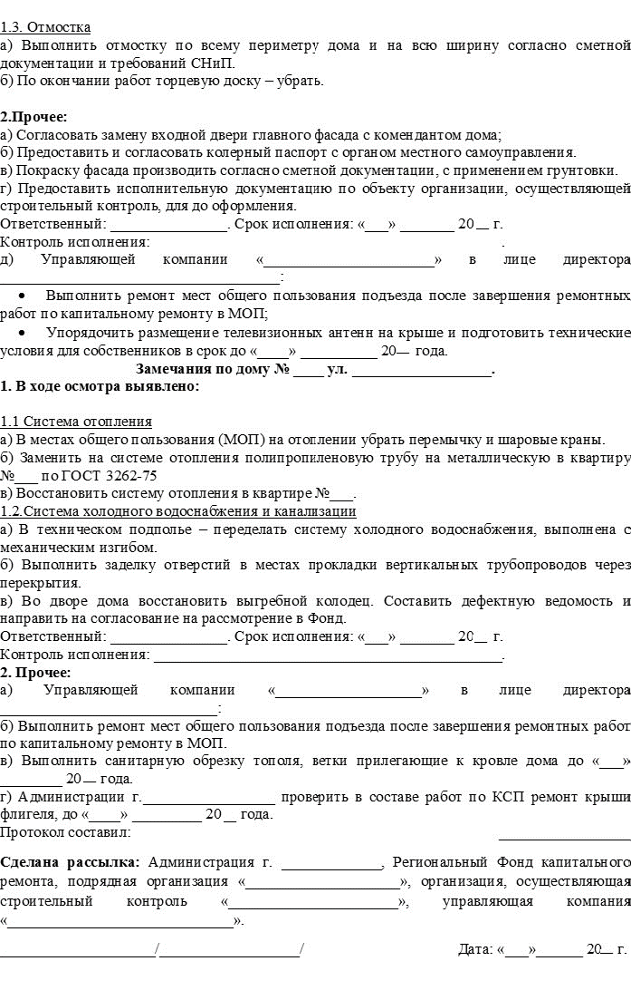 1.3. Отмостка
а) Выполнить отмостку по всему периметру дома и на всю ширину согласно сметной
документации и требований СНиП.
б) По окончании работ торцевую доску – убрать.
2.Прочее:
а) Согласовать замену входной двери главного фасада с комендантом дома;
б) Предоставить и согласовать колерный паспорт с органом местного самоуправления.
в) Покраску фасада производить согласно сметной документации, с применением грунтовки.
г) Предоставить исполнительную документацию по объекту организации, осуществляющей
строительный контроль, для до оформления.
Ответственный: _______________. Срок исполнения: «___» _______ 20__ г.
Контроль исполнения: .
д) Управляющей компании «______________________» в лице директора
____________________________________:
• Выполнить ремонт мест общего пользования подъезда после завершения ремонтных
работ по капитальному ремонту в МОП;
• Упорядочить размещение телевизионных антенн на крыше и подготовить технические
условия для собственников в срок до «____» __________ 20__ года.
Замечания по дому № ____ ул. __________________.
1. В ходе осмотра выявлено:
1.1 Система отопления
а) В местах общего пользования (МОП) на отоплении убрать перемычку и шаровые краны.
б) Заменить на системе отопления полипропиленовую трубу на металлическую в квартиру
№___ по ГОСТ 3262-75
в) Восстановить систему отопления в квартире №___.
1.2.Система холодного водоснабжения и канализации
а) В техническом подполье – переделать систему холодного водоснабжения, выполнена с
механическим изгибом.
б) Выполнить заделку отверстий в местах прокладки вертикальных трубопроводов через
перекрытия.
в) Во дворе дома восстановить выгребной колодец. Составить дефектную ведомость и
направить на согласование на рассмотрение в Фонд.
Ответственный: _______________. Срок исполнения: «___» _______ 20__ г.
Контроль исполнения: _____________________________________________.
2. Прочее:
а) Управляющей компании «___________________» в лице директора
____________________________:
б) Выполнить ремонт мест общего пользования подъезда после завершения ремонтных работ
по капитальному ремонту в МОП.
в) Выполнить санитарную обрезку тополя, ветки прилегающие к кровле дома до «___»
________ 20__ года.
г) Администрации г._________________ проверить в составе работ по КСП ремонт крыши
флигеля, до «____» _________ 20__ года.
Протокол составил: _________________
Сделана рассылка: Администрация г. _____________, Региональный Фонд капитального
ремонта, подрядная организация «____________________», организация, осуществляющая
строительный контроль «______________________», управляющая компания
«_____________________________».
____________________/__________________/ Дата: «___»______ 20__ г.